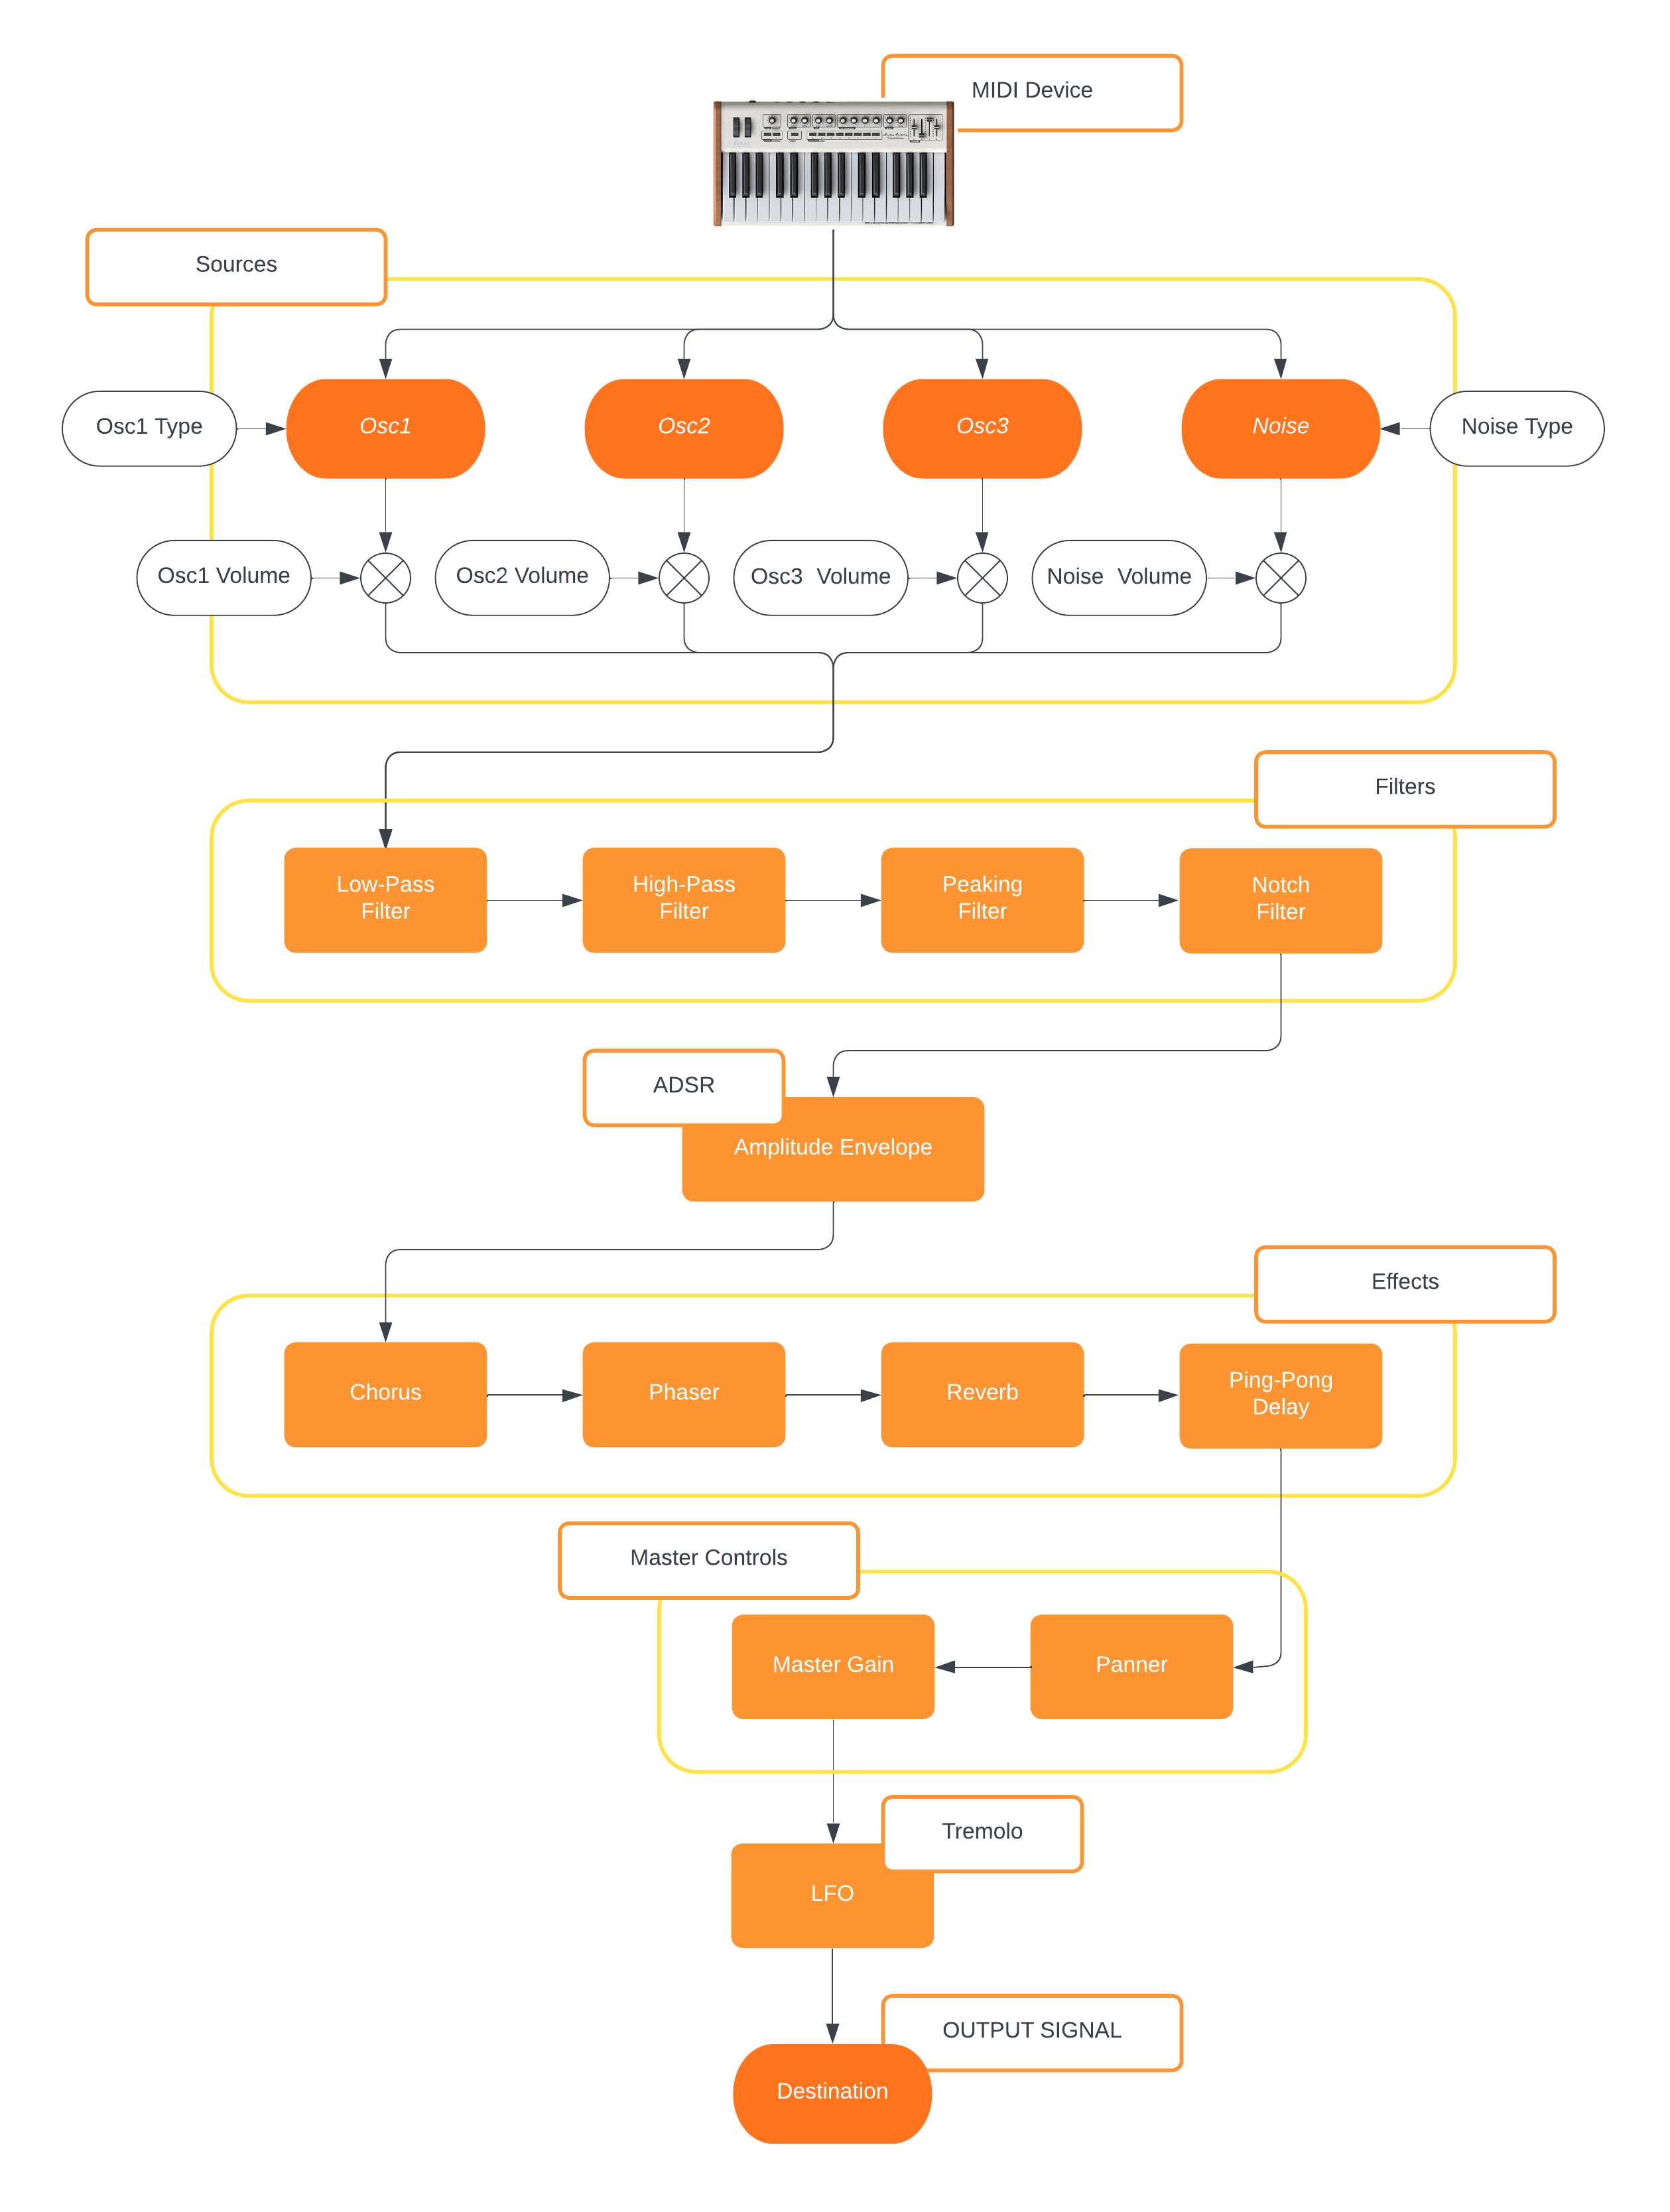 MIDI Device
Sources
Osc1 Type
Osc1
Osc2
Osc3
Noise
Noise Type
Osc1 Volume
Osc2 Volume
Osc3 Volume
Noise Volume
Filters
Low-Pass
Filter
High-Pass
Filter
Peaking
Filter
Notch
Filter
ADSR
Amplitude Envelope
Effects
Chorus
Phaser
Reverb
Ping-Pong
Delay
Master Controls
Master Gain
Panner
Tremolo
LFO
OUTPUT SIGNAL
Destination